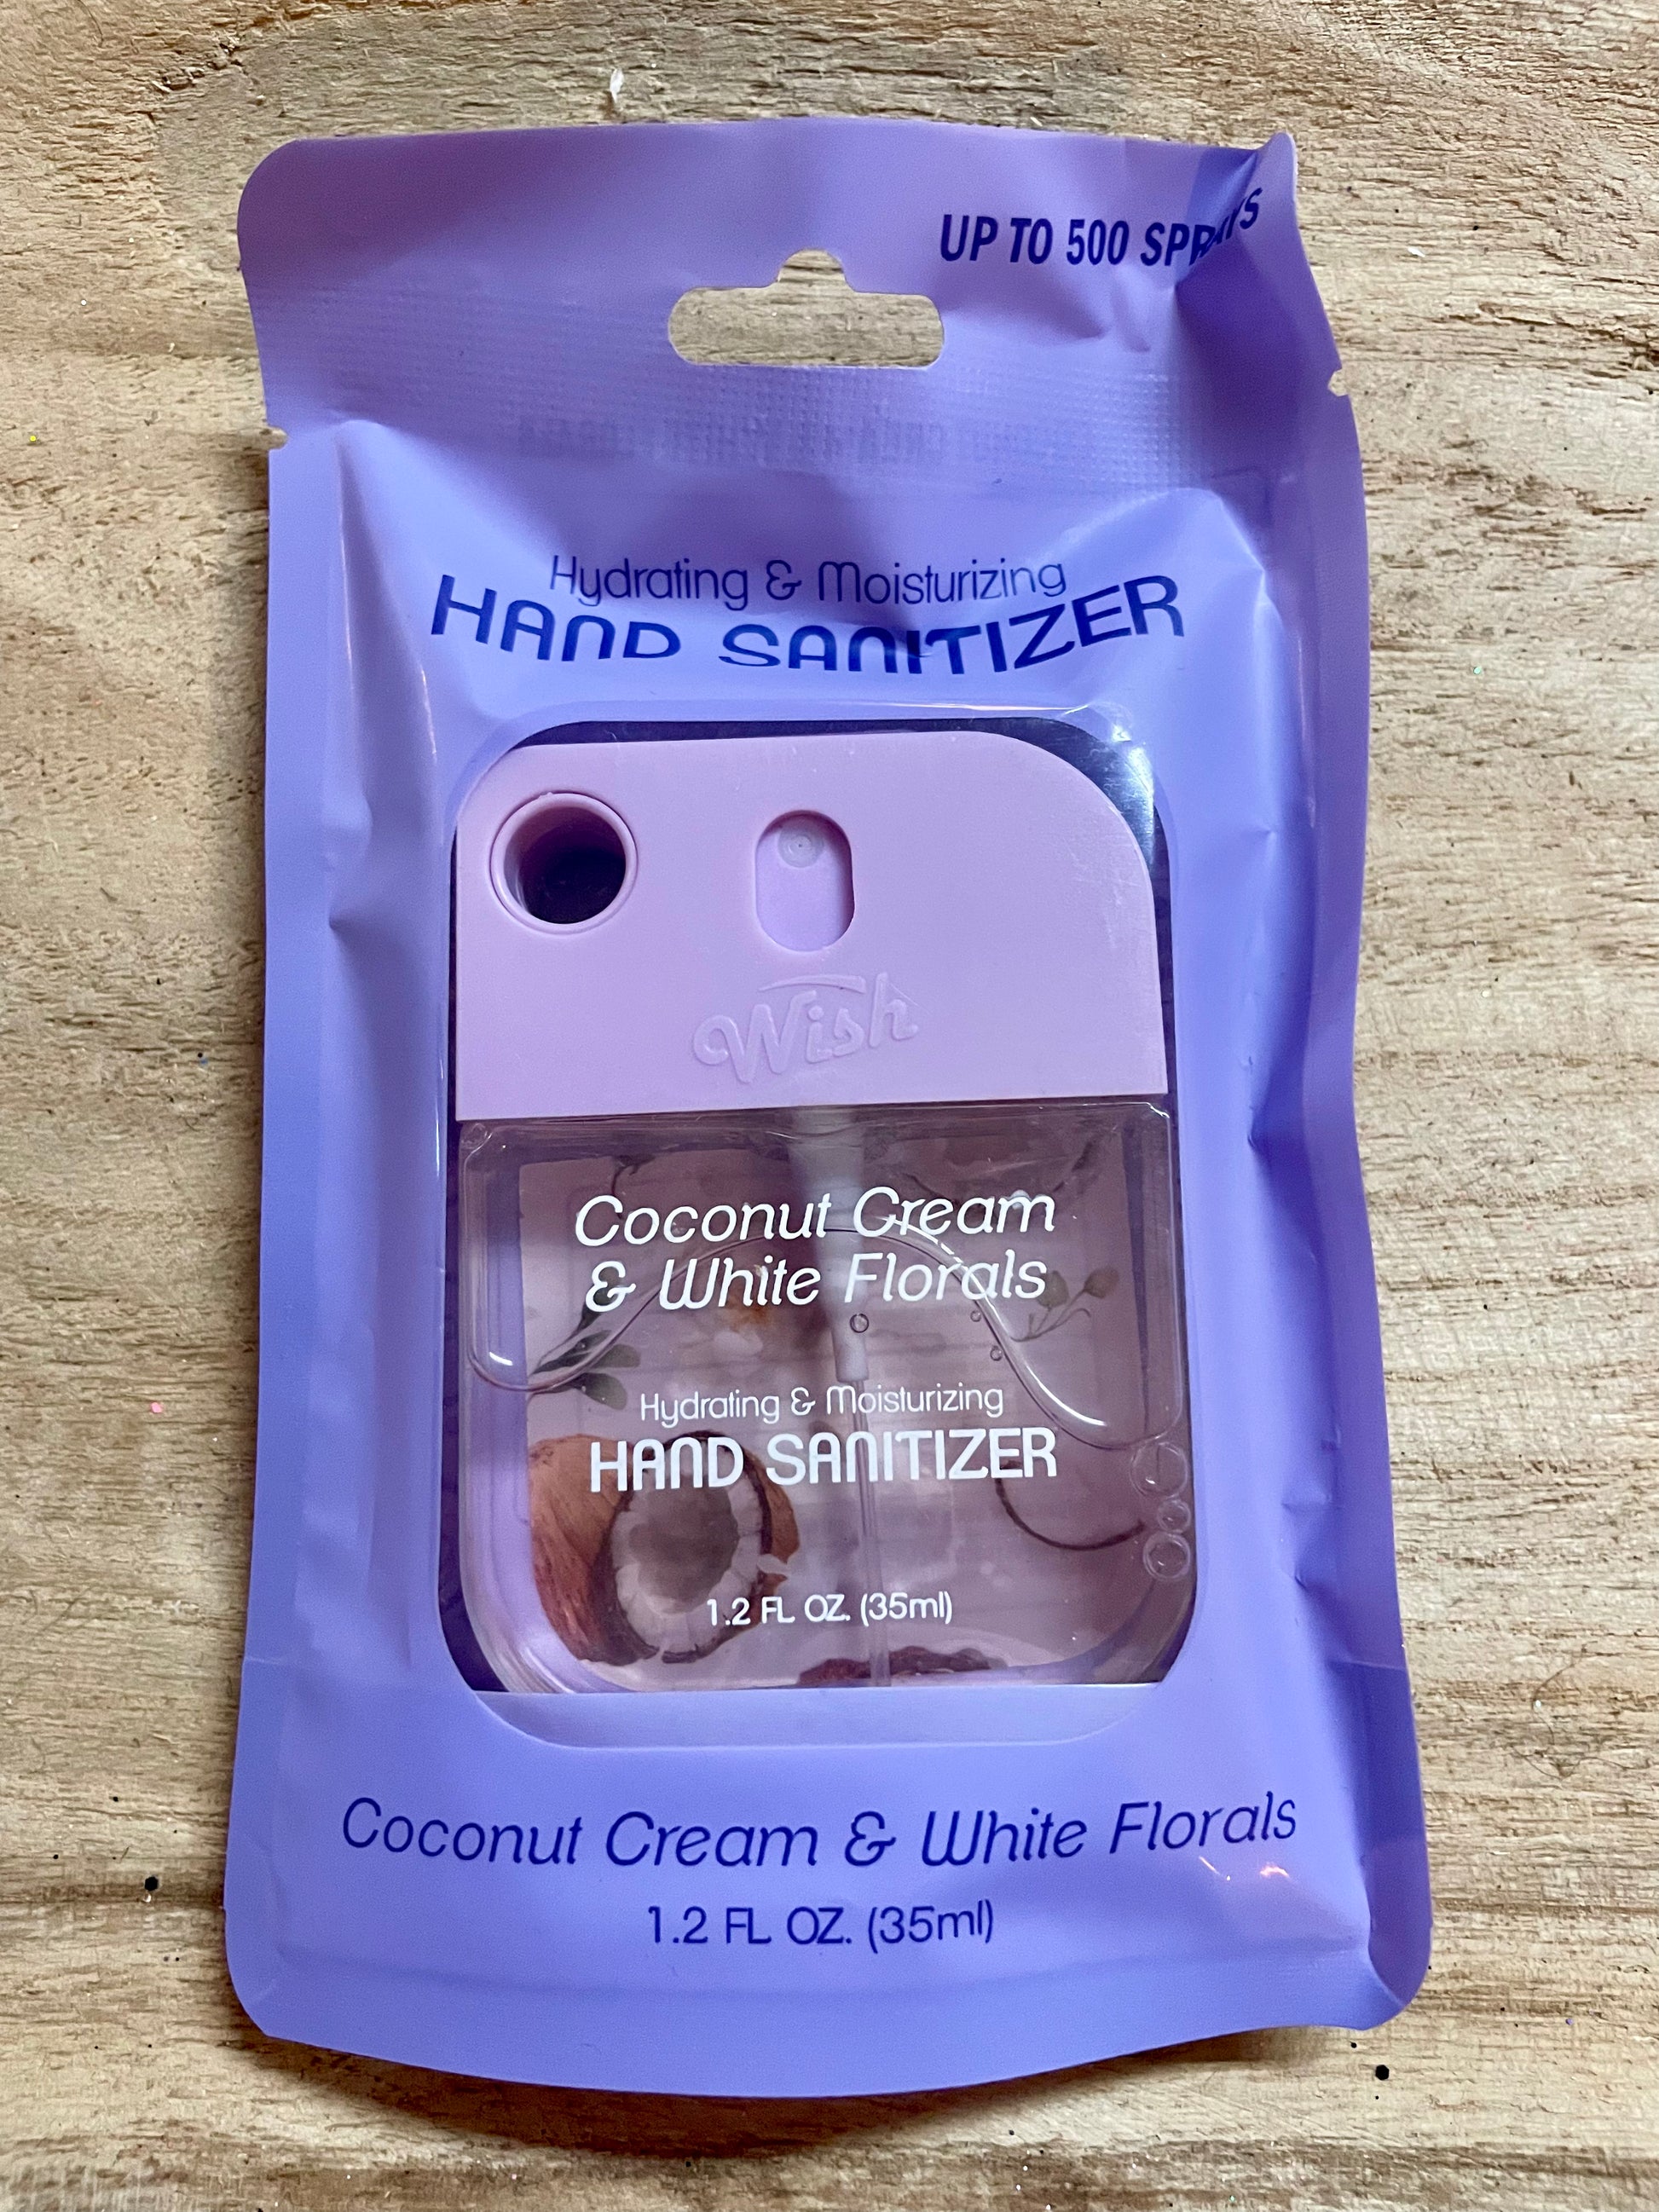 UP TO 500 SPRAYS
Hydrating & Moisturizing
HAND SANITIZER
Wish
Coconut Cream
& White Florals
Hydrating & Moisturizing
HAND SANITIZER
1.2 FL OZ. (35ml)
Coconut Cream & White Florals
1.2 FL OZ. (35ml)